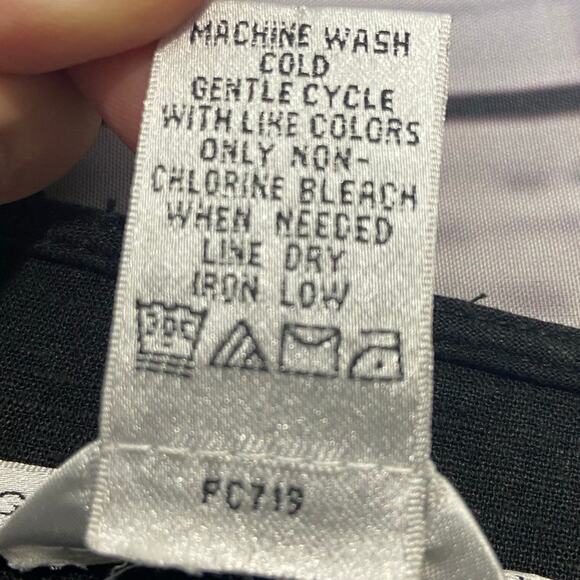 MACHINE WASH
COLD
GENTLE CYCLE
WITH LIKE COLORS
ONLY NON-
CHLORINE BLEACH
WHEN NEEDED
LINE DRY
IRON LOW
PC719